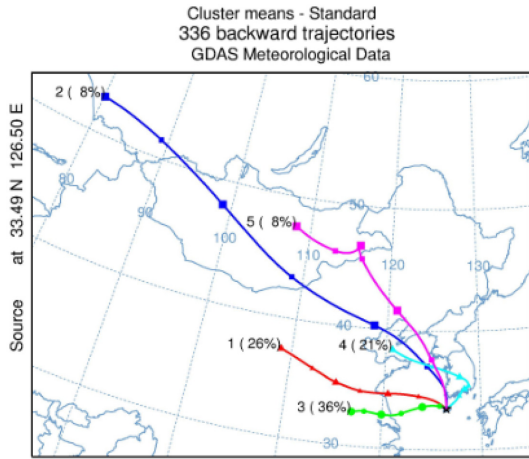 Cluster means - Standard
336 backward trajectories
GDAS Meteorological Data
Source at 33.49 N 126.50 E
2 ( 8%)
60
80
90
50
5 ( 8%)
100
110
120
130
40
1 (26%)
4 (21%)
3 (36%)
30